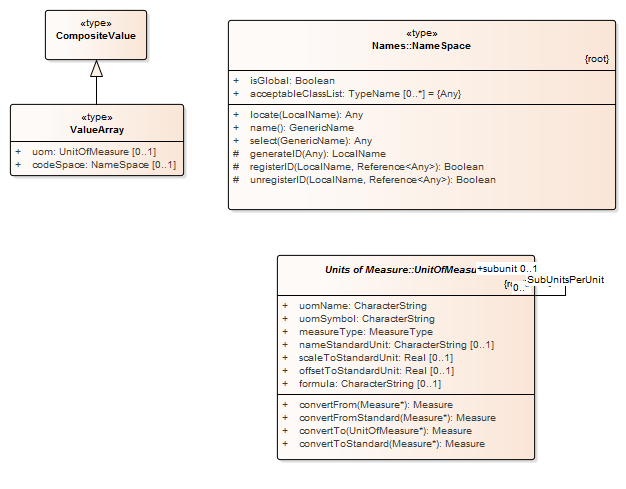 «type»
CompositeValue
«type»
ValueArray
+ uom: UnitOfMeasure [0..1]
+ codeSpace: NameSpace [0..1]
«type»
Names::NameSpace
{root}
+ isGlobal: Boolean
+ acceptableClassList: TypeName [0..*] = {Any}
+ locate(LocalName): Any
+ name(): GenericName
+ select(GenericName): Any
# generateID(Any): LocalName
# registerID(LocalName, Reference<Any>): Boolean
# unregisterID(LocalName, Reference<Any>): Boolean
Units of Measure::UnitOfMeasu
+subunit 0..1
SubUnitsPerUnit
0..
+ uomName: CharacterString
+ uomSymbol: CharacterString
+ measureType: MeasureType
+ nameStandardUnit: CharacterString [0..1]
+ scaleToStandardUnit: Real [0..1]
+ offsetToStandardUnit: Real [0..1]
+ formula: CharacterString [0..1]
+ convertFrom(Measure*): Measure
+ convertFromStandard(Measure*): Measure
+ convertTo(UnitOfMeasure*): Measure
+ convertToStandard(Measure*): Measure